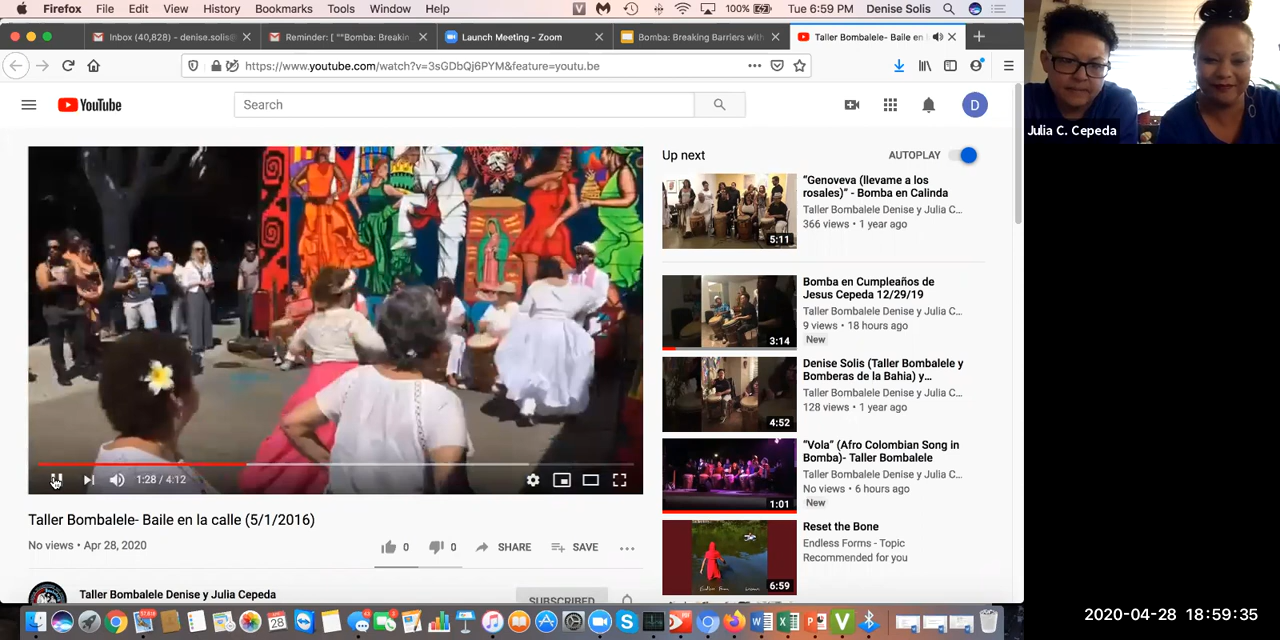 Firefox File Edit View History Bookmarks Tools Window Help 100% Tue 6:59 PM Denise Solis
Inbox (40,828) - denise.solis@
Reminder: [ ""Bomba: Breakin
Launch Meeting - Zoom
Bomba: Breaking Barriers with
Taller Bombalele- Baile en l
https://www.youtube.com/watch?v=3sGDbQj6PYM&feature=youtu.be
YouTube
Search
D
Julia C. Cepeda
Up next
AUTOPLAY
“Genoveva (llevame a los
rosales)” - Bomba en Calinda
Taller Bombalele Denise y Julia C...
366 views • 1 year ago
5:11
Bomba en Cumpleaños de
Jesus Cepeda 12/29/19
Taller Bombalele Denise y Julia C...
9 views • 18 hours ago
New
3:14
Denise Solis (Taller Bombalele y
Bomberas de la Bahia) y...
Taller Bombalele Denise y Julia C...
128 views • 1 year ago
4:52
“Vola” (Afro Colombian Song in
Bomba)- Taller Bombalele
Taller Bombalele Denise y Julia C...
No views • 6 hours ago
New
1:01
Reset the Bone
Endless Forms - Topic
Recommended for you
6:59
1:28 / 4:12
Taller Bombalele- Baile en la calle (5/1/2016)
No views • Apr 28, 2020
0
0
SHARE
SAVE
Taller Bombalele Denise y Julia Cepeda
SUBSCRIBED
2020-04-28 18:59:35